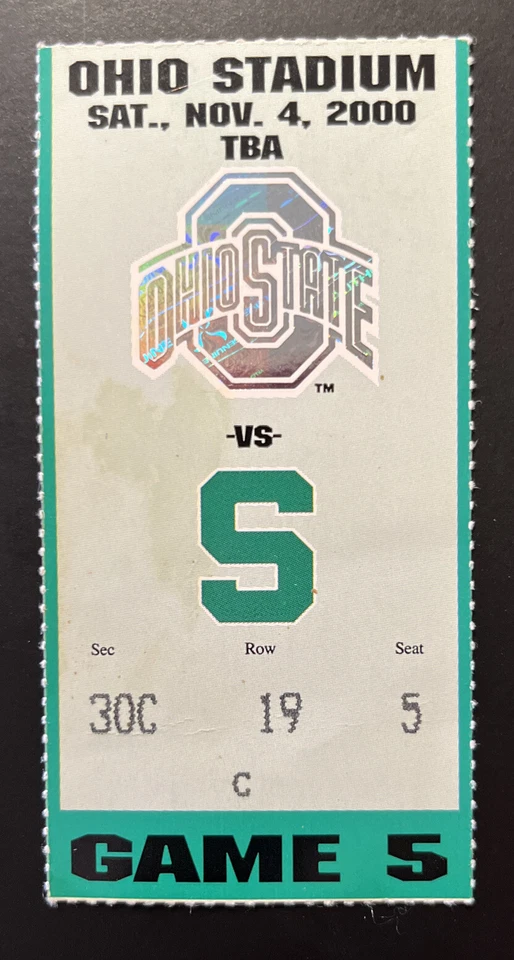 OHIO STADIUM
SAT., NOV. 4, 2000
TBA
OHIO STATE
TM
-VS-
S
Sec Row Seat
30C 19 5
C
GAME 5